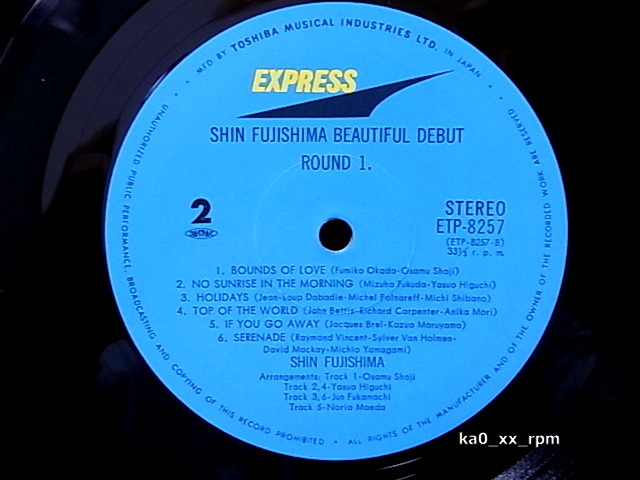 • MFD BY TOSHIBA MUSICAL INDUSTRIES LTD. IN JAPAN •
EXPRESS
SHIN FUJISHIMA BEAUTIFUL DEBUT
ROUND 1.
2
STEREO
ETP-8257
(ETP-8257-B)
33⅓ r. p. m.
1. BOUNDS OF LOVE (Fumiko Okada-Osamu Shoji)
2. NO SUNRISE IN THE MORNING (Mizuho Fukuda-Yasuo Higuchi)
3. HOLIDAYS (Jean-Loup Dabadie-Michel Polnareff-Michi Shibano)
4. TOP OF THE WORLD (John Bettis-Richard Carpenter-Anika Mori)
5. IF YOU GO AWAY (Jacques Brel-Kazuo Maruyama)
6. SERENADE (Raymond Vincent-Sylver Van Holmen-
David Mackay-Michio Yamagami)
SHIN FUJISHIMA
Arrangements: Track 1-Osamu Shoji
Track 2,4-Yasuo Higuchi
Track 3,6-Jun Fukamachi
Track 5-Norio Maeda
UNAUTHORIZED PUBLIC PERFORMANCE, BROADCASTING AND COPYING OF THIS RECORD PROHIBITED • ALL RIGHTS OF THE MANUFACTURER AND OF THE OWNER OF THE RECORDED WORK ARE RESERVED
ka0_xx_rpm